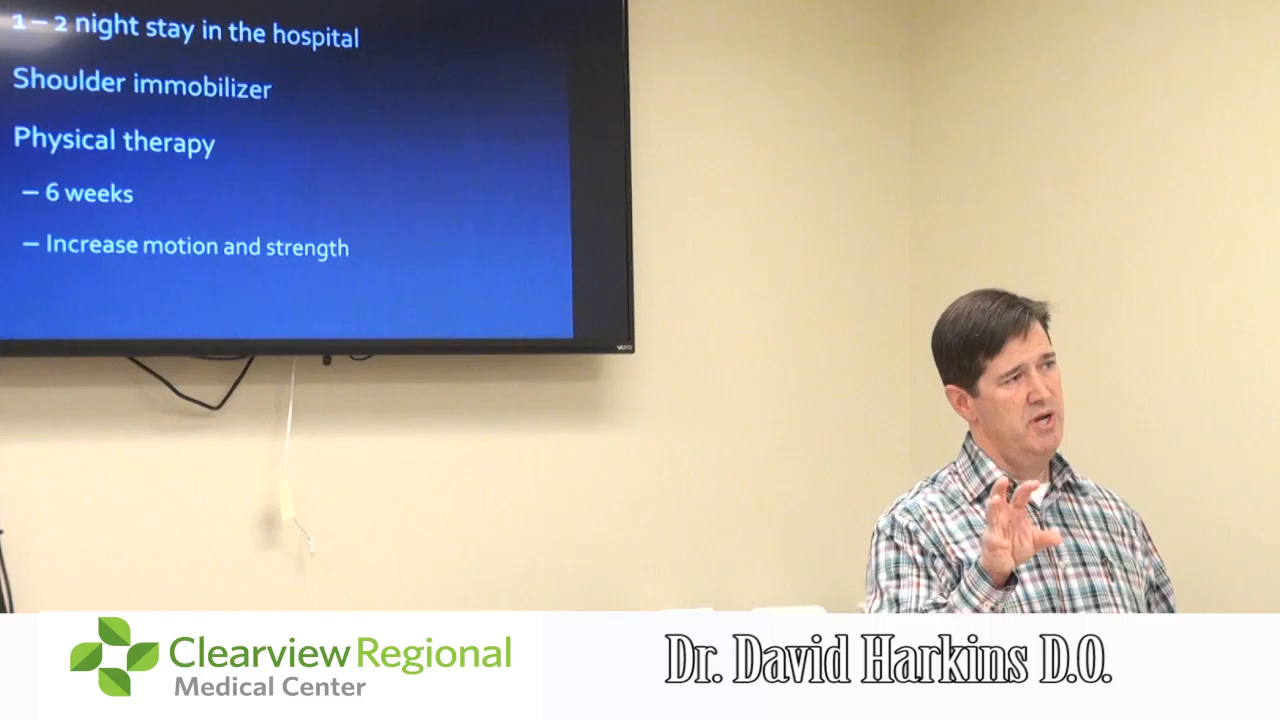 1 – 2 night stay in the hospital
Shoulder immobilizer
Physical therapy
– 6 weeks
– Increase motion and strength
VIZIO
Clearview Regional
Medical Center
Dr. David Harkins D.O.